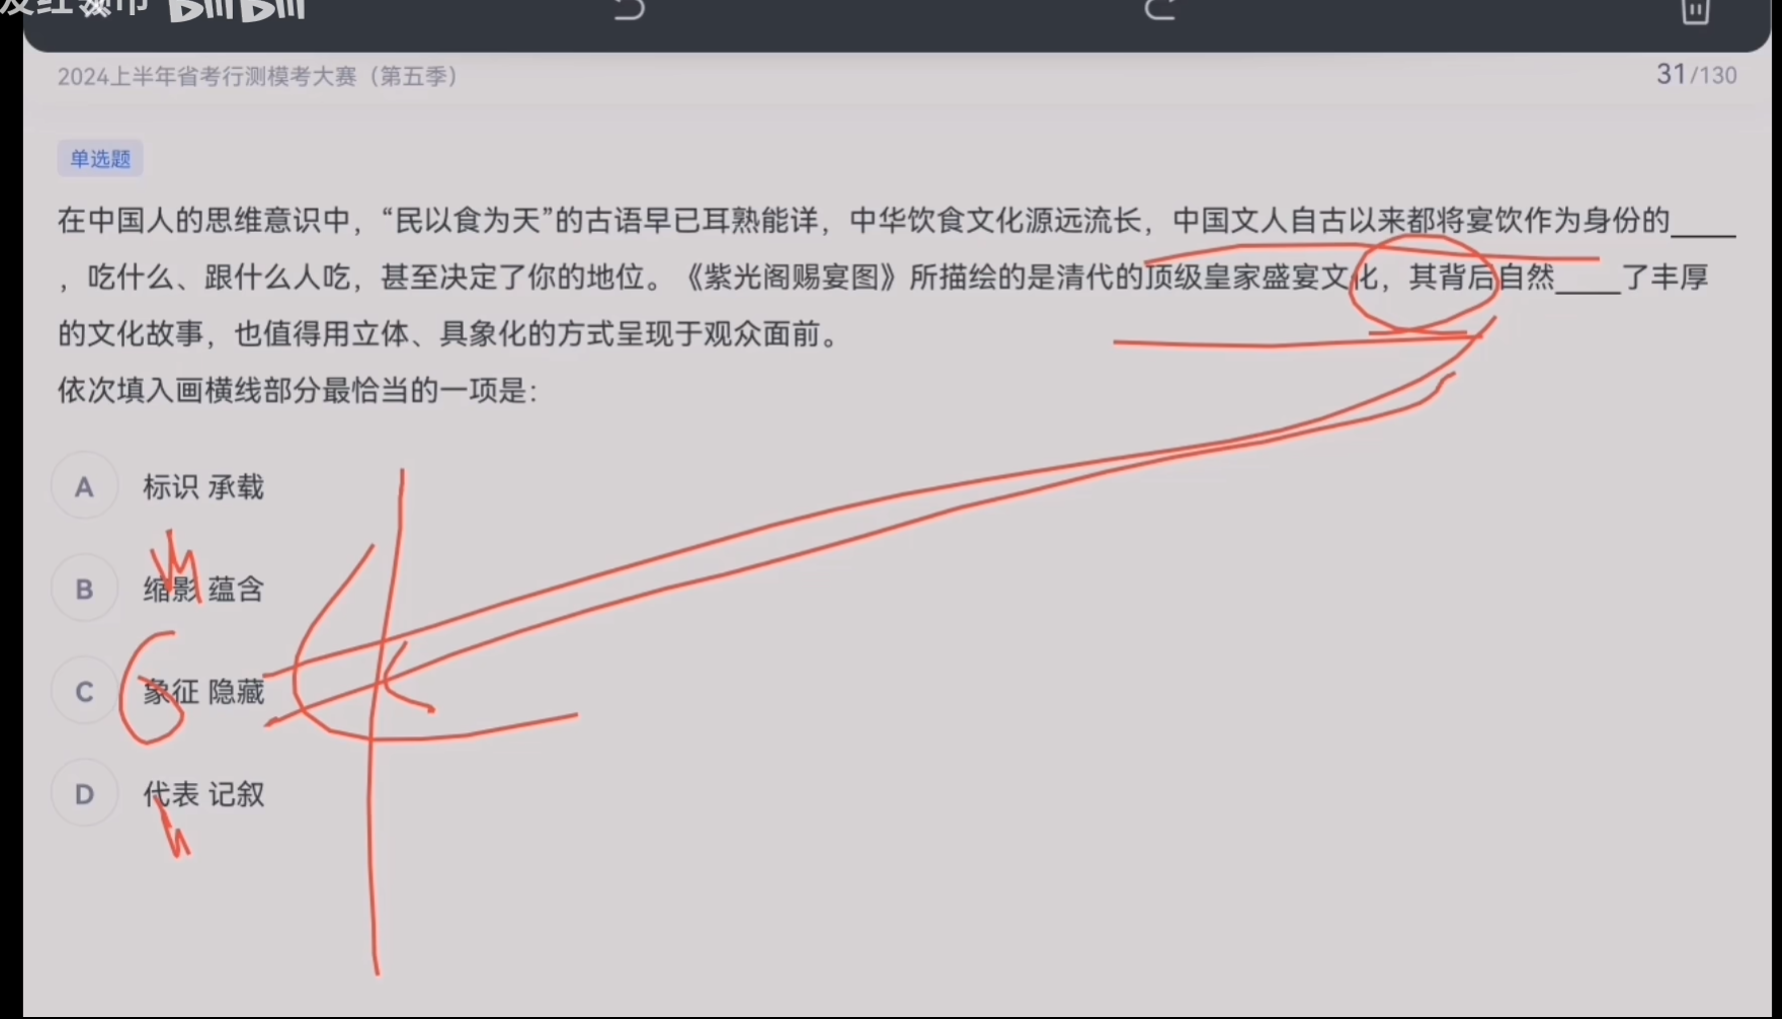 2024上半年省考行测模考大赛（第五季）
31/130
单选题
在中国人的思维意识中，“民以食为天”的古语早已耳熟能详，中华饮食文化源远流长，中国文人自古以来都将宴饮作为身份的____
，吃什么、跟什么人吃，甚至决定了你的地位。《紫光阁赐宴图》所描绘的是清代的顶级皇家盛宴文化，其背后自然____了丰厚
的文化故事，也值得用立体、具象化的方式呈现于观众面前。
依次填入画横线部分最恰当的一项是：
A 标识 承载
B 缩影 蕴含
C 象征 隐藏
D 代表 记叙